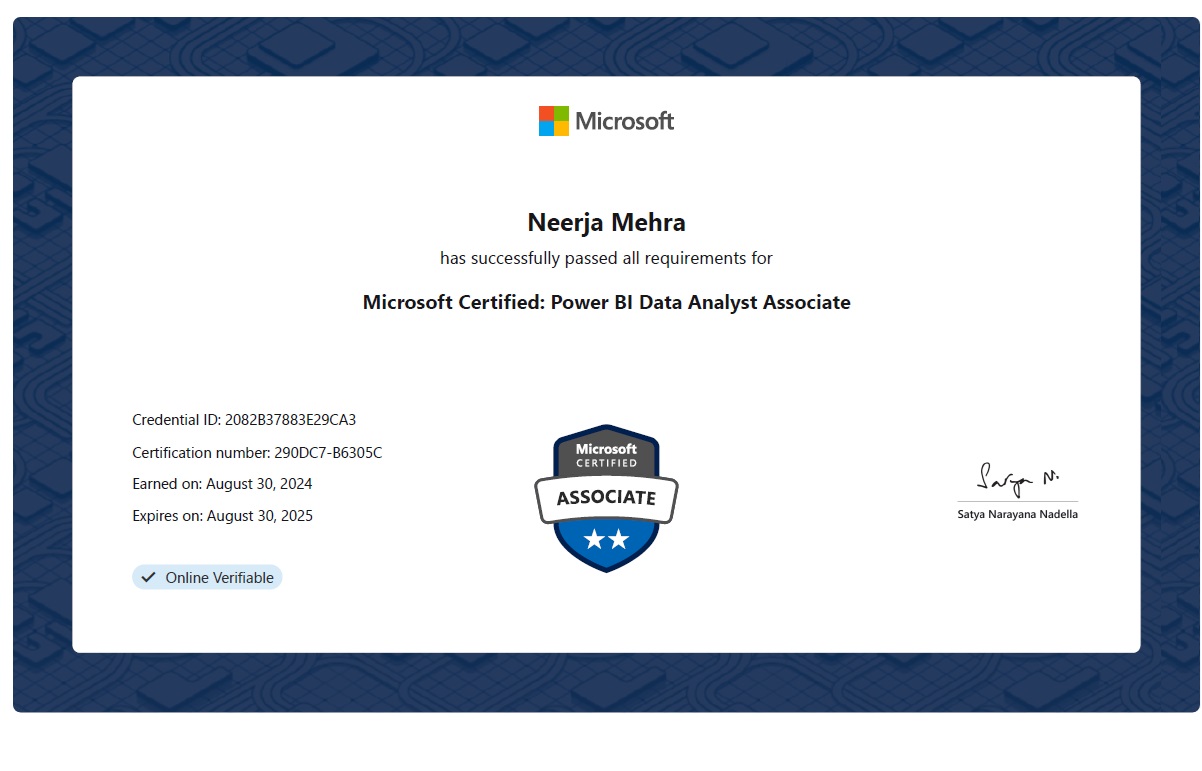 Microsoft
Neerja Mehra
has successfully passed all requirements for
Microsoft Certified: Power BI Data Analyst Associate
Credential ID: 2082B37883E29CA3
Certification number: 290DC7-B6305C
Earned on: August 30, 2024
Expires on: August 30, 2025
Online Verifiable
Microsoft
CERTIFIED
ASSOCIATE
Satya N.
Satya Narayana Nadella